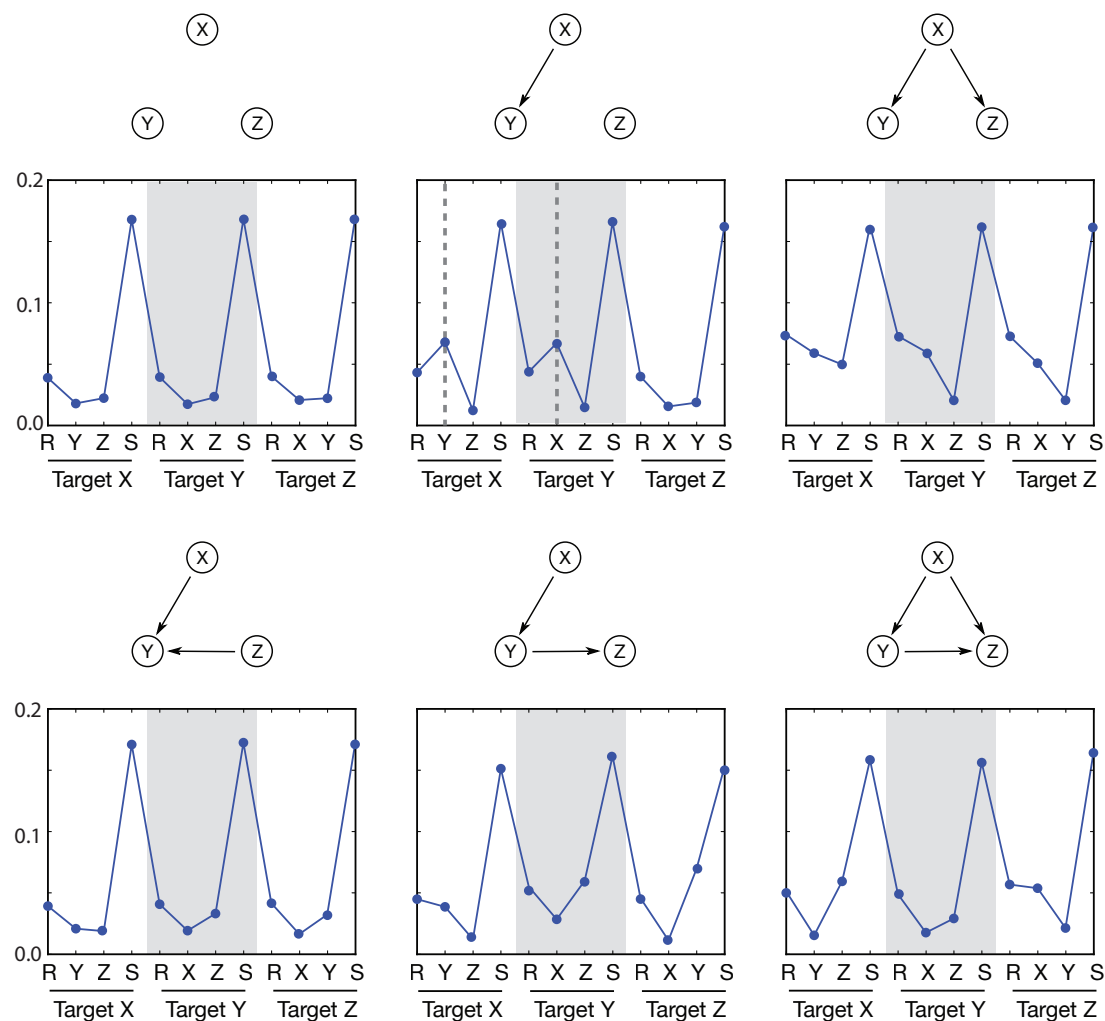 X X X
Y Z Y Z Y Z
0.2
0.1
0.0
R Y Z S R X Z S R X Y S R Y Z S R X Z S R X Y S R Y Z S R X Z S R X Y S
Target X Target Y Target Z Target X Target Y Target Z Target X Target Y Target Z
X X X
Y Z Y Z Y Z
0.2
0.1
0.0
R Y Z S R X Z S R X Y S R Y Z S R X Z S R X Y S R Y Z S R X Z S R X Y S
Target X Target Y Target Z Target X Target Y Target Z Target X Target Y Target Z